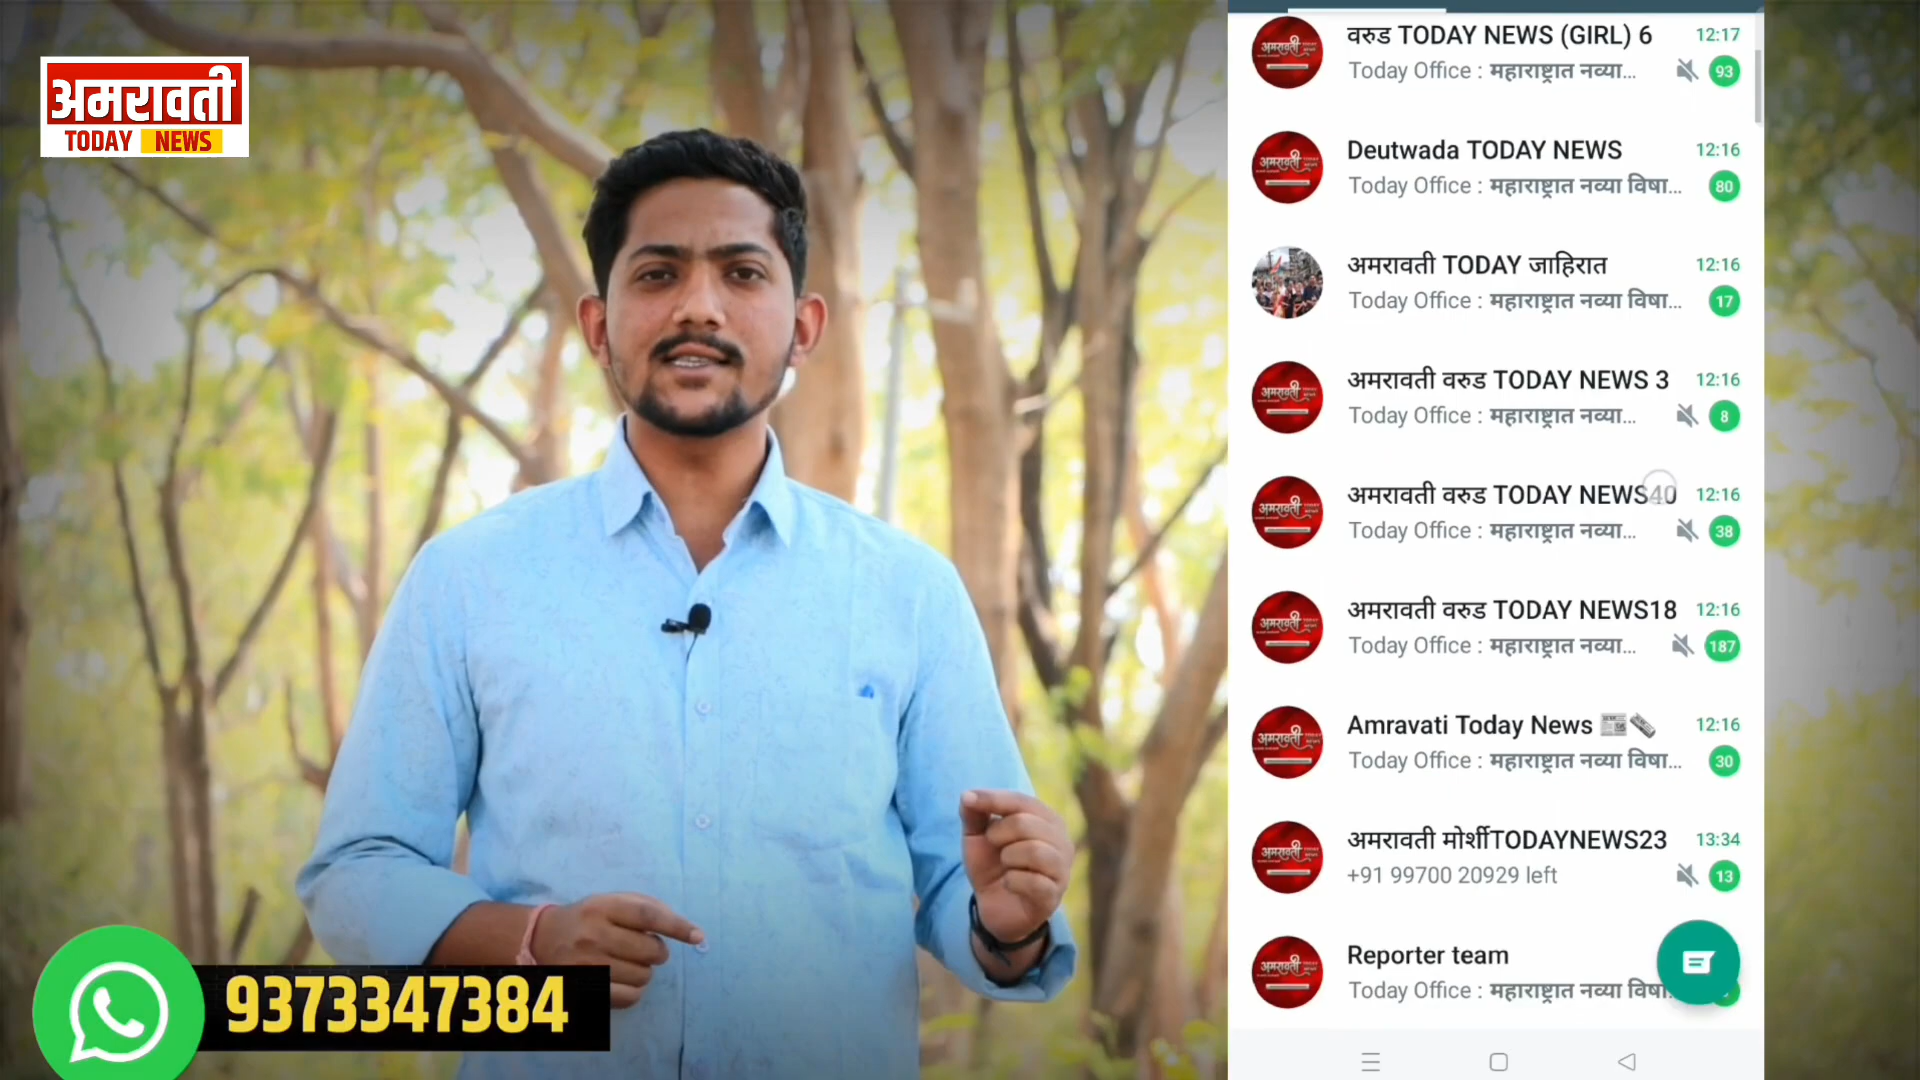 अमरावती
TODAY NEWS
वरुड TODAY NEWS (GIRL) 6 12:17
Today Office : महाराष्ट्रात नव्या... 93
Deutwada TODAY NEWS 12:16
Today Office : महाराष्ट्रात नव्या विषा... 80
अमरावती TODAY जाहिरात 12:16
Today Office : महाराष्ट्रात नव्या विषा... 17
अमरावती वरुड TODAY NEWS 3 12:16
Today Office : महाराष्ट्रात नव्या... 8
अमरावती वरुड TODAY NEWS40 12:16
Today Office : महाराष्ट्रात नव्या... 38
अमरावती वरुड TODAY NEWS18 12:16
Today Office : महाराष्ट्रात नव्या... 187
Amravati Today News 12:16
Today Office : महाराष्ट्रात नव्या विषा... 30
अमरावती मोर्शीTODAYNEWS23 13:34
+91 99700 20929 left 13
Reporter team
Today Office : महाराष्ट्रात नव्या विषा
9373347384